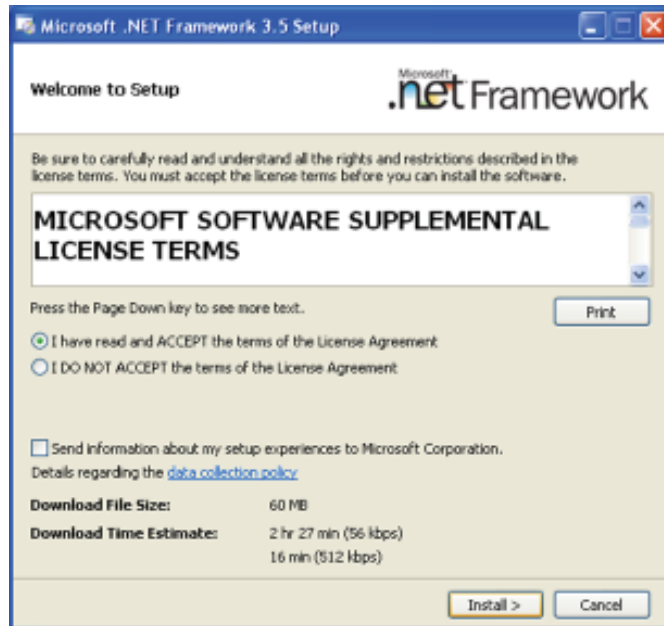 Microsoft .NET Framework 3.5 Setup
Welcome to Setup
Microsoft
.net Framework
Be sure to carefully read and understand all the rights and restrictions described in the
license terms. You must accept the license terms before you can install the software.
MICROSOFT SOFTWARE SUPPLEMENTAL
LICENSE TERMS
Press the Page Down key to see more text.
Print
I have read and ACCEPT the terms of the License Agreement
I DO NOT ACCEPT the terms of the License Agreement
Send information about my setup experiences to Microsoft Corporation.
Details regarding the data collection policy
Download File Size: 60 MB
Download Time Estimate: 2 hr 27 min (56 kbps)
16 min (512 kbps)
Install > Cancel